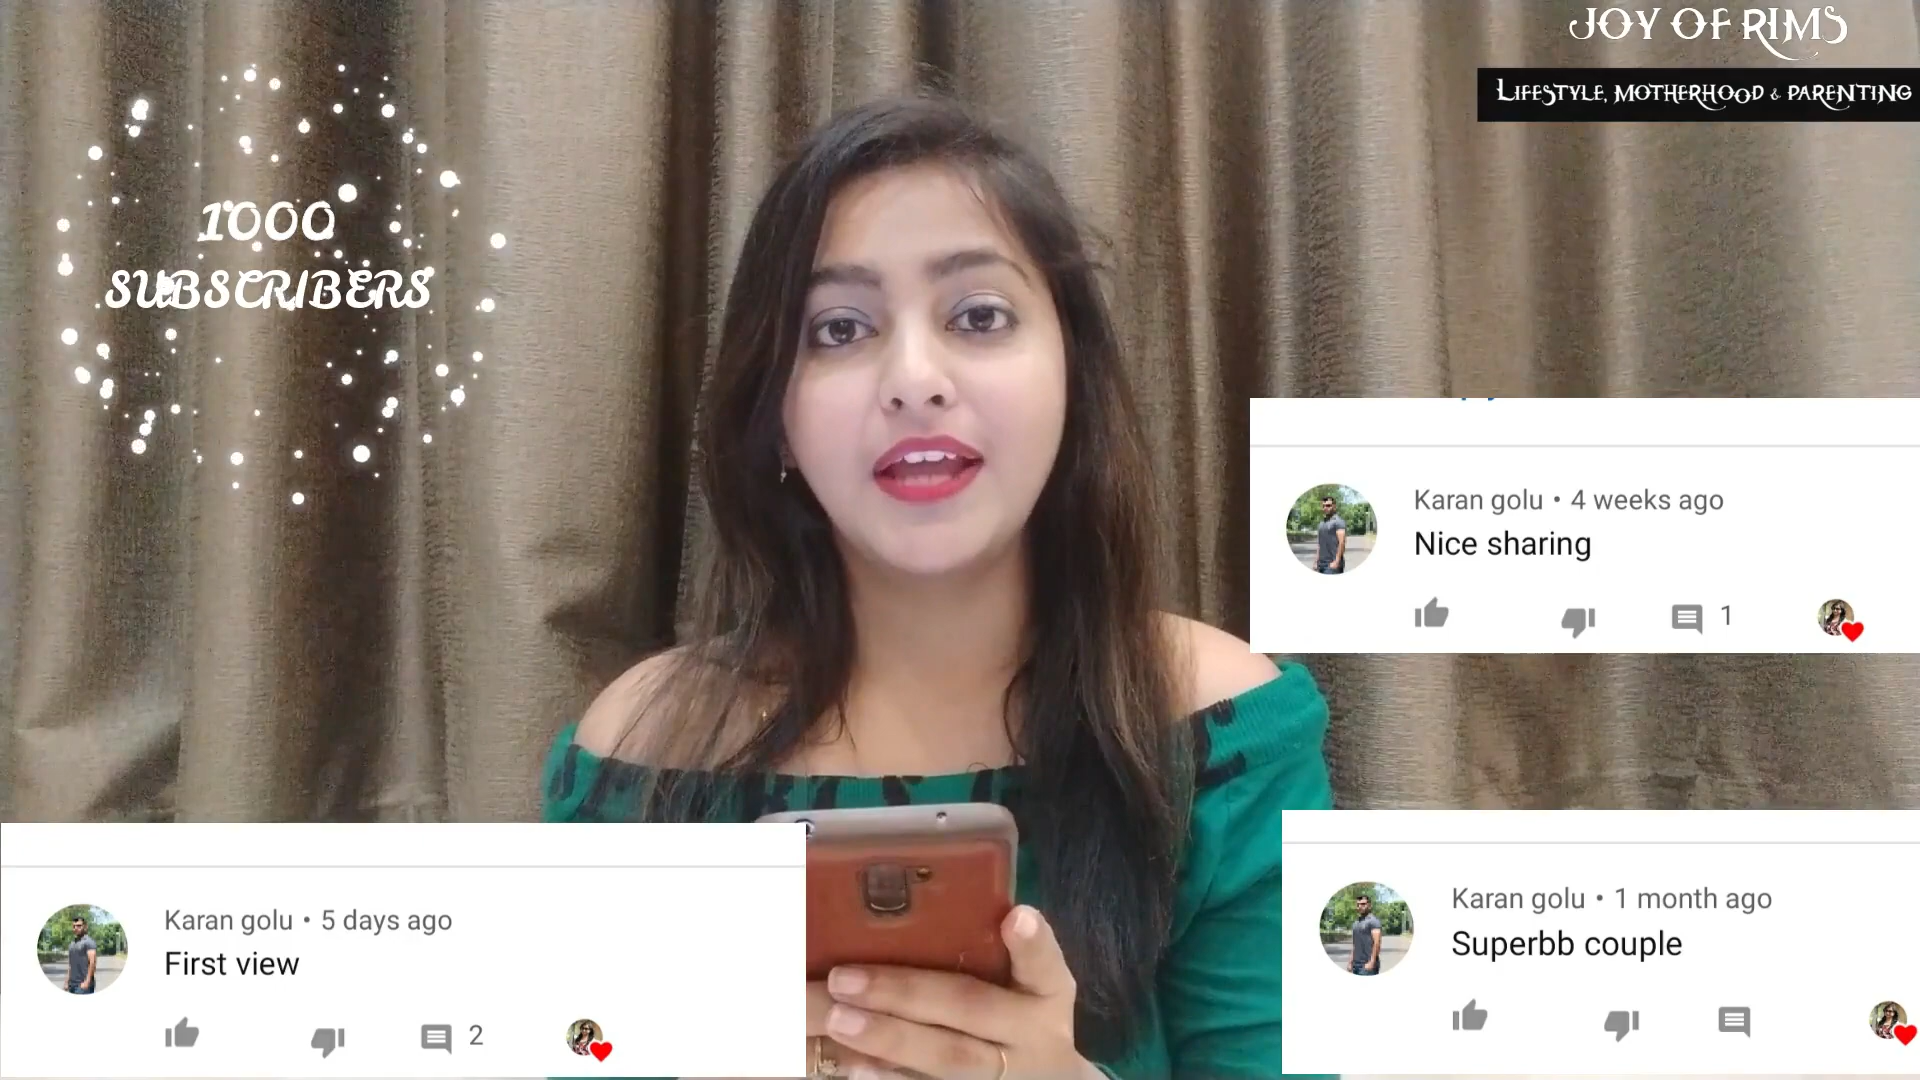 JOY OF RIMS
LIFESTYLE, MOTHERHOOD & PARENTING
1000
SUBSCRIBERS
Karan golu • 4 weeks ago
Nice sharing
1
Karan golu • 5 days ago
First view
2
Karan golu • 1 month ago
Superbb couple